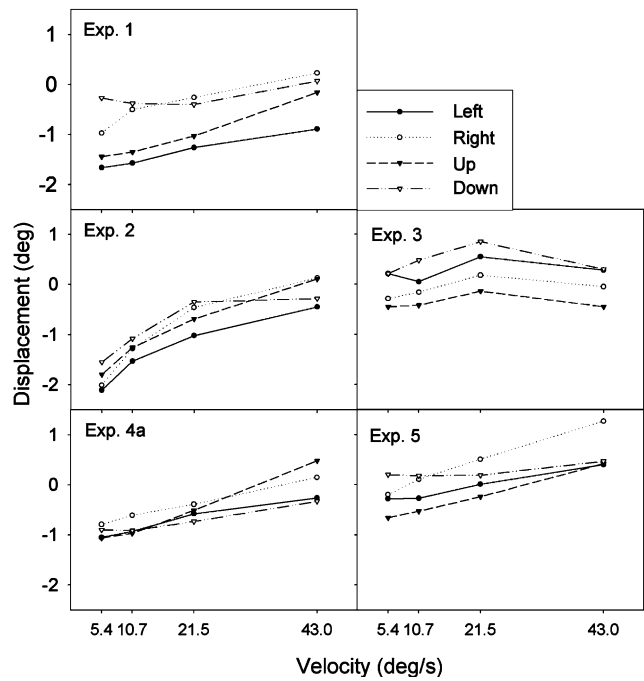 Exp. 1
1
0
-1
-2
Left
Right
Up
Down
Exp. 2
1
0
-1
-2
Exp. 3
Displacement (deg)
Exp. 4a
1
0
-1
-2
Exp. 5
5.4 10.7 21.5 43.0
5.4 10.7 21.5 43.0
Velocity (deg/s)